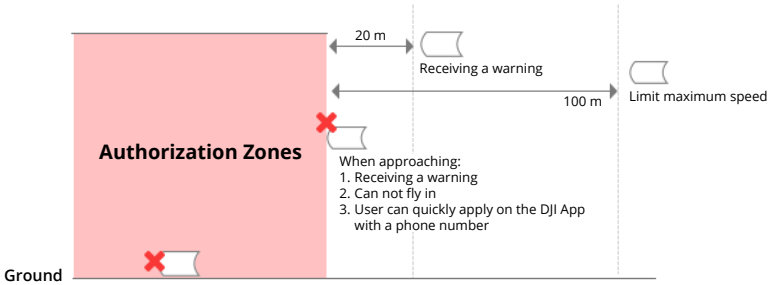 20 m
Receiving a warning
100 m
Limit maximum speed
Authorization Zones
When approaching:
1. Receiving a warning
2. Can not fly in
3. User can quickly apply on the DJI App
with a phone number
Ground